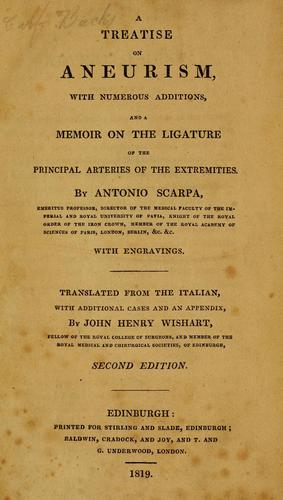 A
TREATISE
ON
ANEURISM,
WITH NUMEROUS ADDITIONS,
AND A
MEMOIR ON THE LIGATURE
OF THE
PRINCIPAL ARTERIES OF THE EXTREMITIES.
BY ANTONIO SCARPA,
EMERITUS PROFESSOR, DIRECTOR OF THE MEDICAL FACULTY OF THE IM-
PERIAL AND ROYAL UNIVERSITY OF PAVIA, KNIGHT OF THE ROYAL
ORDER OF THE IRON CROWN, MEMBER OF THE ROYAL ACADEMY OF
SCIENCES OF PARIS, LONDON, BERLIN, &c. &c.
WITH ENGRAVINGS.
TRANSLATED FROM THE ITALIAN,
WITH ADDITIONAL CASES AND AN APPENDIX,
BY JOHN HENRY WISHART,
FELLOW OF THE ROYAL COLLEGE OF SURGEONS, AND MEMBER OF THE
ROYAL MEDICAL AND CHIRURGICAL SOCIETIES, OF EDINBURGH,
SECOND EDITION.
EDINBURGH:
PRINTED FOR STIRLING AND SLADE, EDINBURGH;
BALDWIN, CRADOCK, AND JOY, AND T. AND
G. UNDERWOOD, LONDON.
1819.